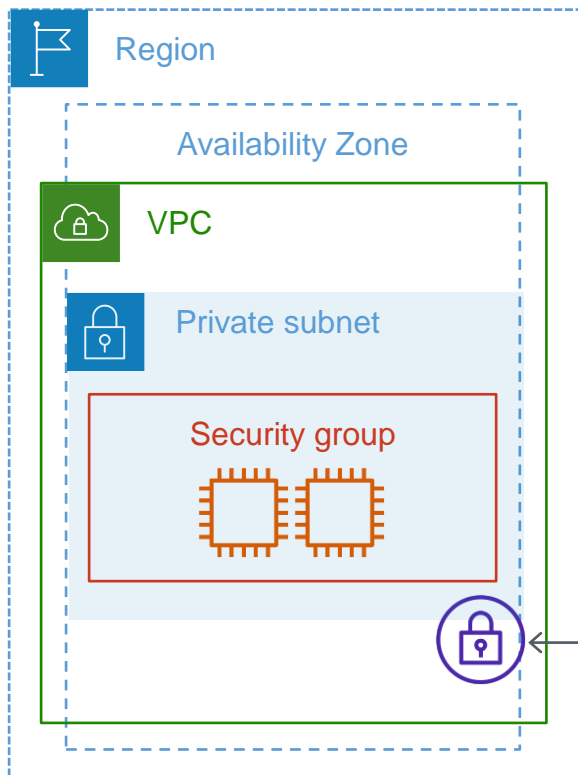 Region
Availability Zone
VPC
Private subnet
Security group